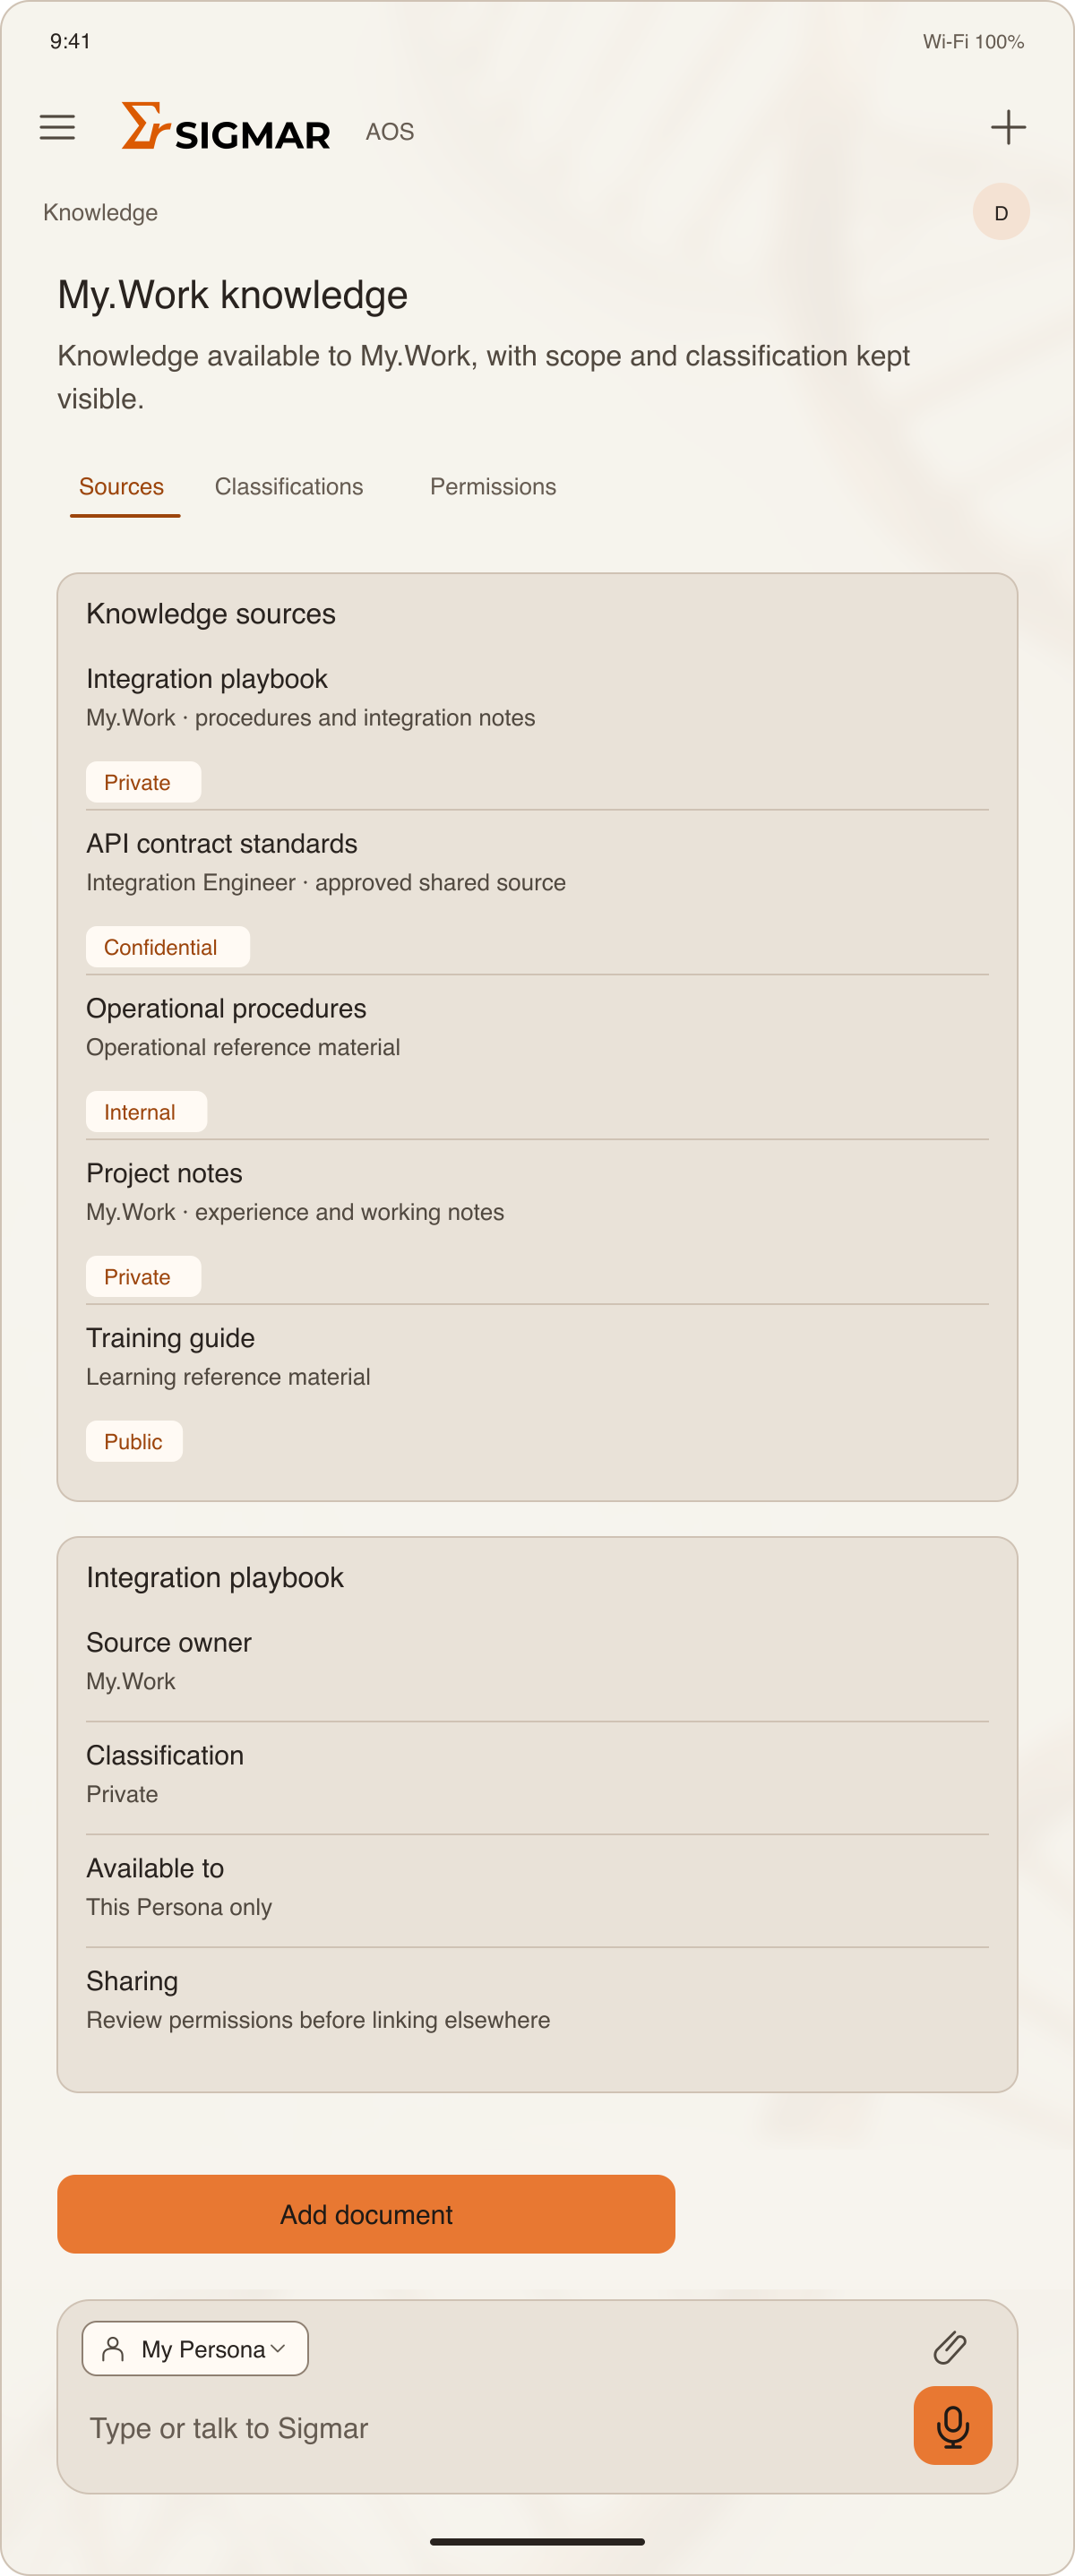 9:41
Wi-Fi 100%
SIGMAR AOS
Knowledge
D
My.Work knowledge
Knowledge available to My.Work, with scope and classification kept
visible.
Sources Classifications Permissions
Knowledge sources
Integration playbook
My.Work · procedures and integration notes
Private
API contract standards
Integration Engineer · approved shared source
Confidential
Operational procedures
Operational reference material
Internal
Project notes
My.Work · experience and working notes
Private
Training guide
Learning reference material
Public
Integration playbook
Source owner
My.Work
Classification
Private
Available to
This Persona only
Sharing
Review permissions before linking elsewhere
Add document
My Persona
Type or talk to Sigmar